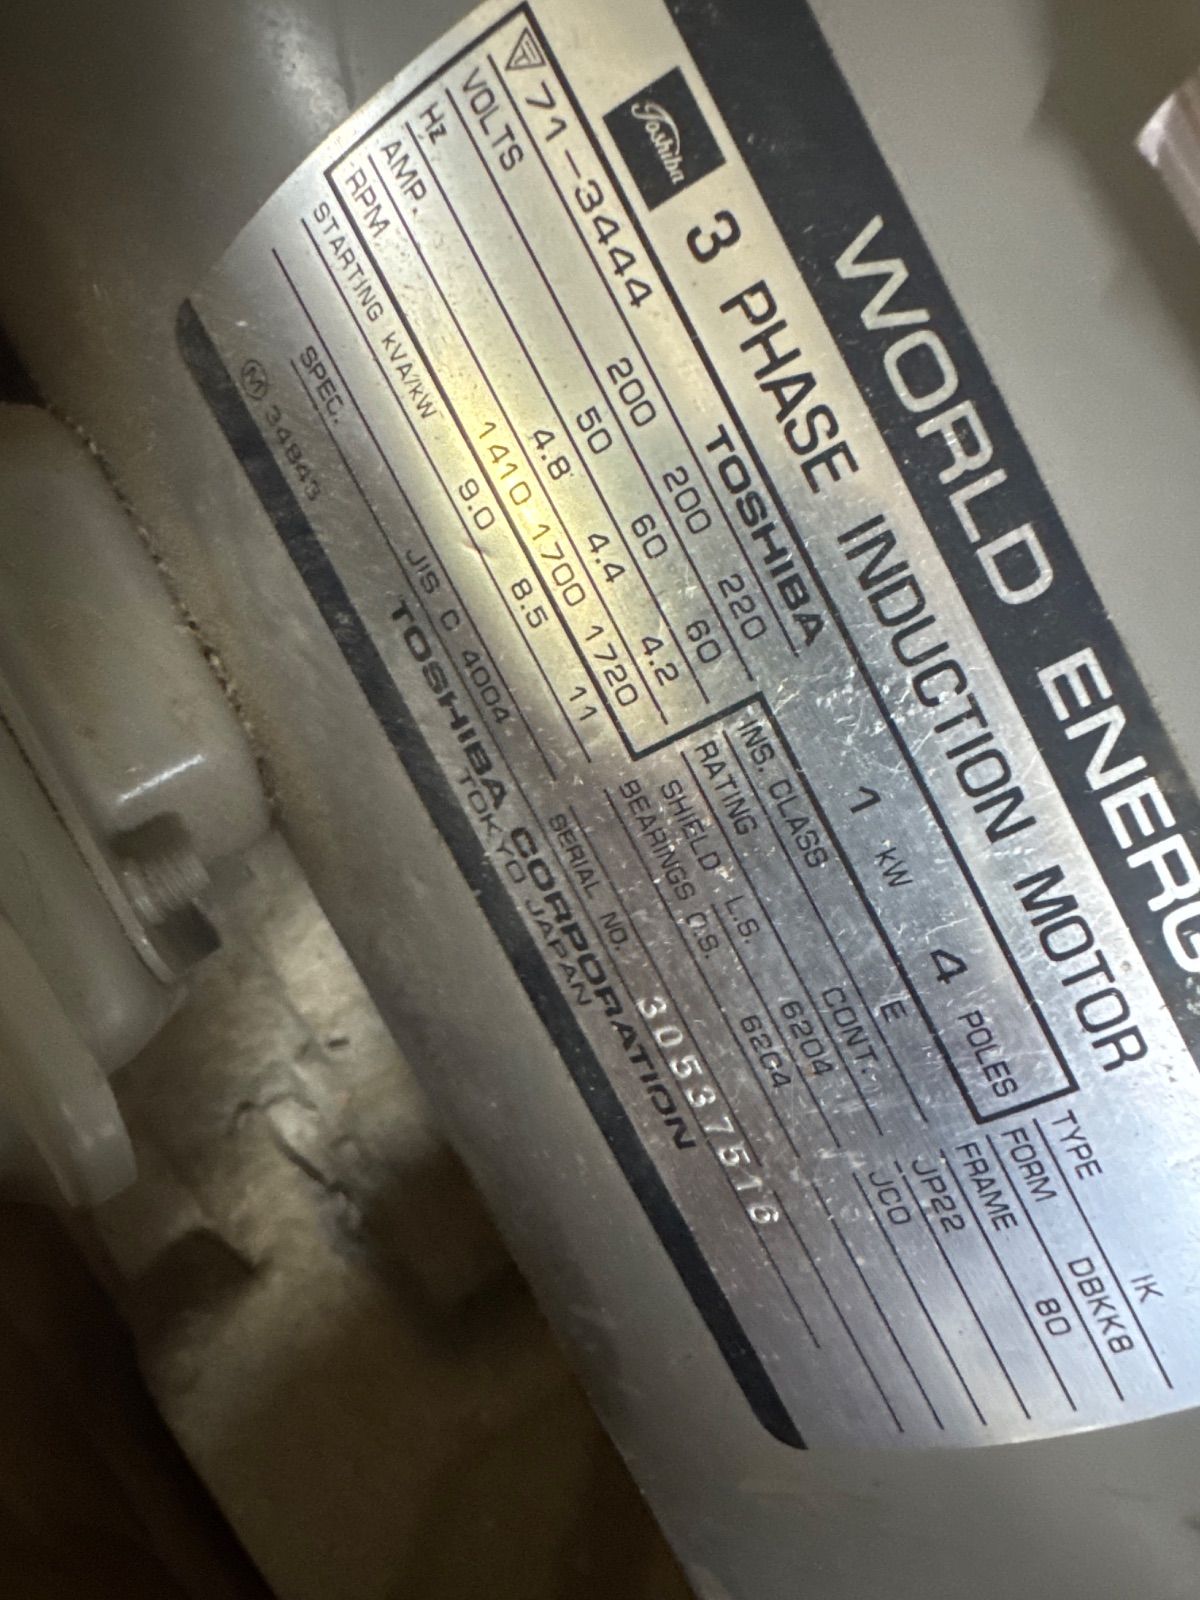 WORLD ENERG
Toshiba 3 PHASE INDUCTION MOTOR
71-3444 TOSHIBA 1 kW 4 POLES TYPE IK
VOLTS 200 200 220 INS. CLASS E FORM DBKK8
Hz 50 60 60 RATING CONT. FRAME 80
AMP. 4.8 4.4 4.2 SHIELD L.S. 6204 JP22
RPM 1410 1700 1720 BEARINGS O.S. 6204 JCO
STARTING kVA/kW 9.0 8.5 11
SPEC. JIS C 4004 SERIAL NO. 30537516
M 34843 TOSHIBA CORPORATION
TOKYO JAPAN